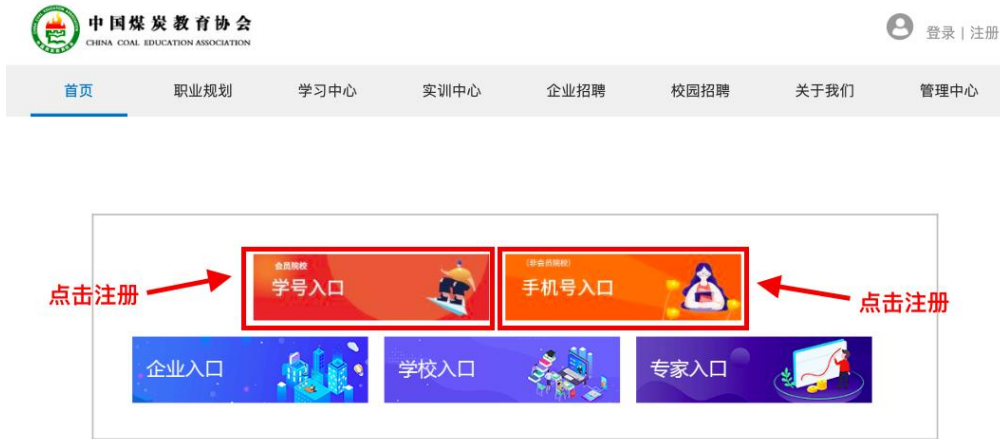 中国煤炭教育协会
CHINA COAL EDUCATION ASSOCIATION
登录 | 注册
首页 职业规划 学习中心 实训中心 企业招聘 校园招聘 关于我们 管理中心
会员院校
学号入口
(非会员院校)
手机号入口
点击注册
点击注册
企业入口 学校入口 专家入口